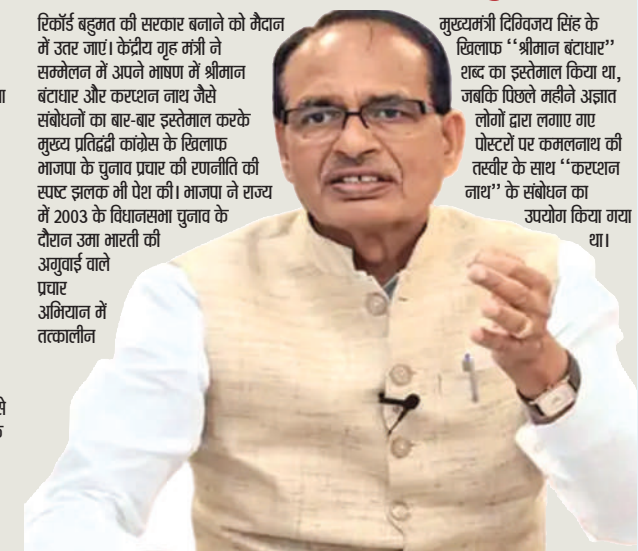 रिकॉर्ड बहुमत की सरकार बनाने को मैदान
में उतर जाएं। केंद्रीय गृह मंत्री ने
सम्मेलन में अपने भाषण में श्रीमान
बंटाधार और करप्शन नाथ जैसे
संबोधनों का बार-बार इस्तेमाल करके
मुख्य प्रतिद्वंद्वी कांग्रेस के खिलाफ
भाजपा के चुनाव प्रचार की रणनीति की
स्पष्ट झलक भी पेश की। भाजपा ने राज्य
में 2003 के विधानसभा चुनाव के
दौरान उमा भारती की
अगुवाई वाले
प्रचार
अभियान में
तत्कालीन
मुख्यमंत्री दिग्विजय सिंह के
खिलाफ ‘‘श्रीमान बंटाधार’’
शब्द का इस्तेमाल किया था,
जबकि पिछले महीने अज्ञात
लोगों द्वारा लगाए गए
पोस्टरों पर कमलनाथ की
तस्वीर के साथ ‘‘करप्शन
नाथ’’ के संबोधन का
उपयोग किया गया
था।